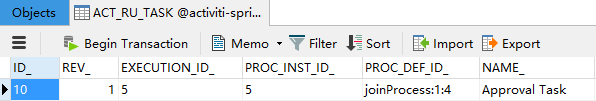 Objects ACT_RU_TASK @activiti-spri...
Begin Transaction Memo Filter Sort Import Export
ID_ REV_ EXECUTION_ID_ PROC_INST_ID_ PROC_DEF_ID_ NAME_
10 1 5 5 joinProcess:1:4 Approval Task